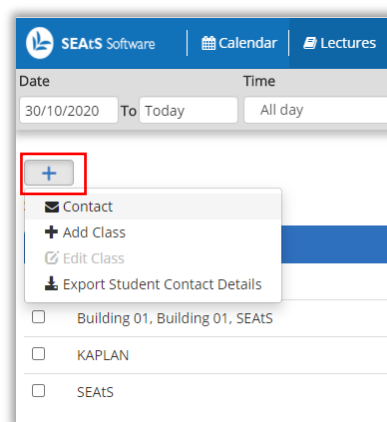 SEAtS Software Calendar Lectures
Date Time
30/10/2020 To Today All day
+
Contact
Add Class
Edit Class
Export Student Contact Details
Building 01, Building 01, SEAtS
KAPLAN
SEAtS